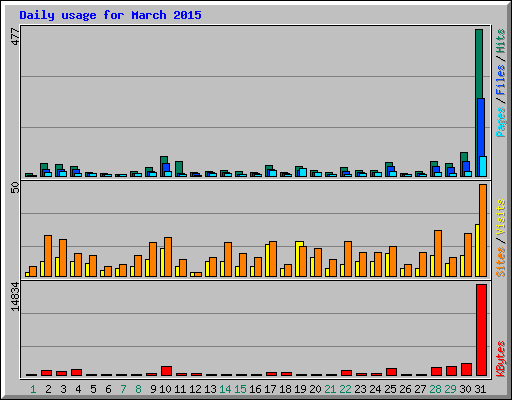 Daily usage for March 2015
477
Pages / Files / Hits
50
Sites / Visits
14834
KBytes
1 2 3 4 5 6 7 8 9 10 11 12 13 14 15 16 17 18 19 20 21 22 23 24 25 26 27 28 29 30 31